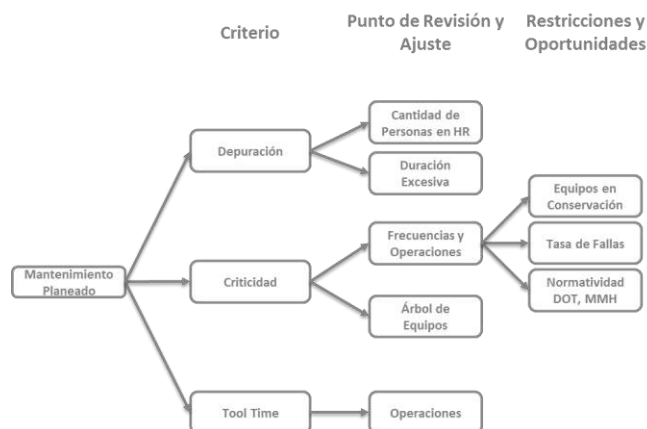 Criterio
Punto de Revisión y
Ajuste
Restricciones y
Oportunidades
Cantidad de
Personas en HR
Depuración
Duración
Excesiva
Equipos en
Conservación
Frecuencias y
Operaciones
Tasa de Fallas
Mantenimiento
Planeado
Criticidad
Normatividad
DOT, MMH
Árbol de
Equipos
Tool Time
Operaciones